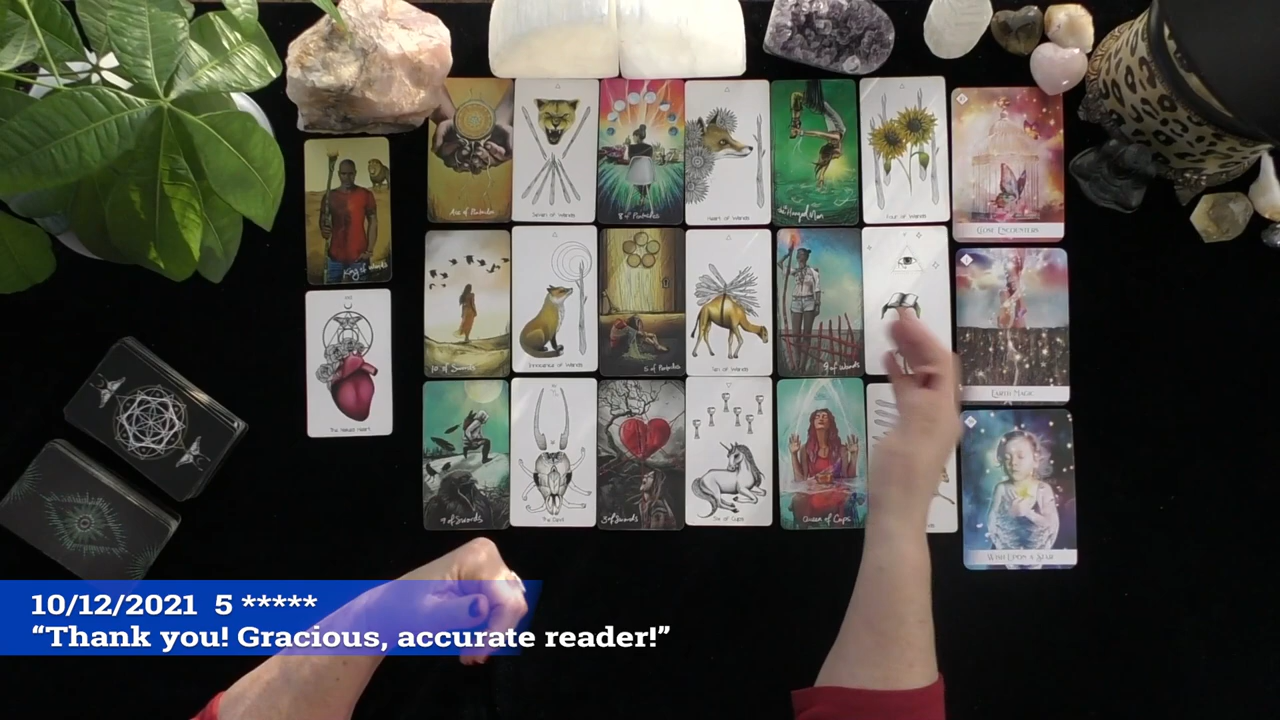 Ace of Pentacles
Seven of Wands
8 of Pentacles
Heart of Wands
The Hanged Man
Four of Wands
Close Encounters
King of Wands
10 of Swords
Innocence of Wands
5 of Pentacles
Ten of Wands
9 of Wands
Earth Magic
The Naked Heart
9 of Swords
The Devil
3 of Swords
Six of Cups
Queen of Cups
Wish Upon a Star
10/12/2021 5 *****
“Thank you! Gracious, accurate reader!”